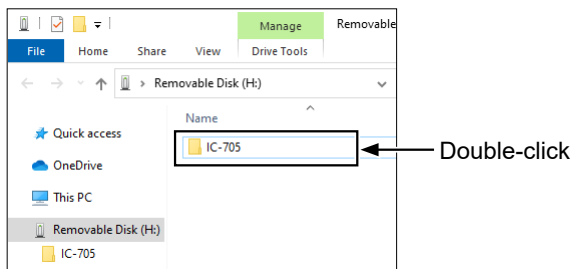 Manage Removable
File Home Share View Drive Tools
Removable Disk (H:)
Name
Quick access
IC-705
Double-click
OneDrive
This PC
Removable Disk (H:)
IC-705